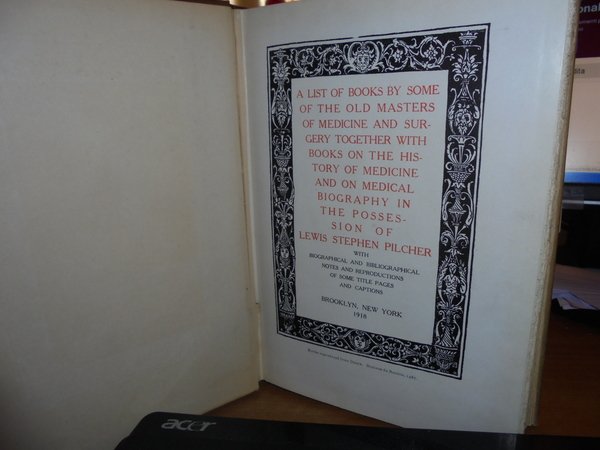 A LIST OF BOOKS BY SOME
OF THE OLD MASTERS
OF MEDICINE AND SUR-
GERY TOGETHER WITH
BOOKS ON THE HIS-
TORY OF MEDICINE
AND ON MEDICAL
BIOGRAPHY IN
THE POSSES-
SION OF
LEWIS STEPHEN PILCHER
WITH
BIOGRAPHICAL AND BIBLIOGRAPHICAL
NOTES AND REPRODUCTIONS
OF SOME TITLE PAGES
AND CAPTIONS
BROOKLYN, NEW YORK
1918
acer